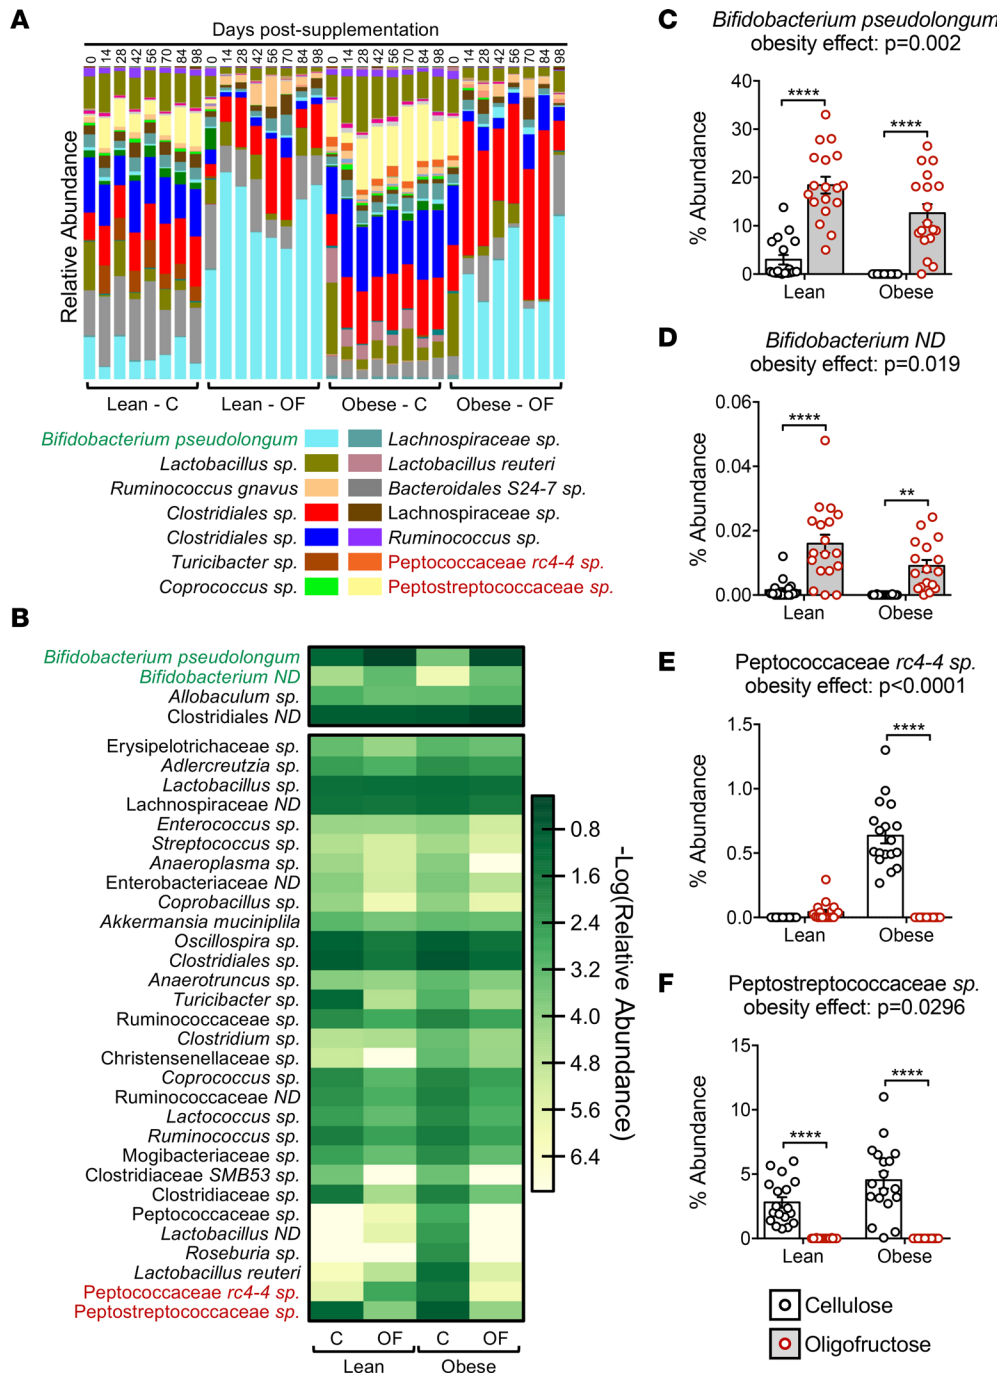 A
Days post-supplementation
0 14 28 42 56 70 84 98 0 14 28 42 56 70 84 98 0 14 28 42 56 70 84 98 0 14 28 42 56 70 84 98
Relative Abundance
Lean - C
Lean - OF
Obese - C
Obese - OF
Bifidobacterium pseudolongum
Lachnospiraceae sp.
Lactobacillus sp.
Lactobacillus reuteri
Ruminococcus gnavus
Bacteroidales S24-7 sp.
Clostridiales sp.
Lachnospiraceae sp.
Clostridiales sp.
Ruminococcus sp.
Turicibacter sp.
Peptococcaceae rc4-4 sp.
Coprococcus sp.
Peptostreptococcaceae sp.
B
Bifidobacterium pseudolongum
Bifidobacterium ND
Allobaculum sp.
Clostridiales ND
Erysipelotrichaceae sp.
Adlercreutzia sp.
Lactobacillus sp.
Lachnospiraceae ND
Enterococcus sp.
Streptococcus sp.
Anaeroplasma sp.
Enterobacteriaceae ND
Coprobacillus sp.
Akkermansia muciniplila
Oscillospira sp.
Clostridiales sp.
Anaerotruncus sp.
Turicibacter sp.
Ruminococcaceae sp.
Clostridium sp.
Christensenellaceae sp.
Coprococcus sp.
Ruminococcaceae ND
Lactococcus sp.
Ruminococcus sp.
Mogibacteriaceae sp.
Clostridiaceae SMB53 sp.
Clostridiaceae sp.
Peptococcaceae sp.
Lactobacillus ND
Roseburia sp.
Lactobacillus reuteri
Peptococcaceae rc4-4 sp.
Peptostreptococcaceae sp.
C OF C OF
Lean Obese
0.8
1.6
2.4
3.2
4.0
4.8
5.6
6.4
-Log(Relative Abundance)
C
Bifidobacterium pseudolongum
obesity effect: p=0.002
% Abundance
40
30
20
10
0
****
****
Lean Obese
D
Bifidobacterium ND
obesity effect: p=0.019
% Abundance
0.06
0.04
0.02
0.00
****
**
Lean Obese
E
Peptococcaceae rc4-4 sp.
obesity effect: p<0.0001
% Abundance
1.5
1.0
0.5
0.0
****
Lean Obese
F
Peptostreptococcaceae sp.
obesity effect: p=0.0296
% Abundance
15
10
5
0
****
****
Lean Obese
Cellulose
Oligofructose